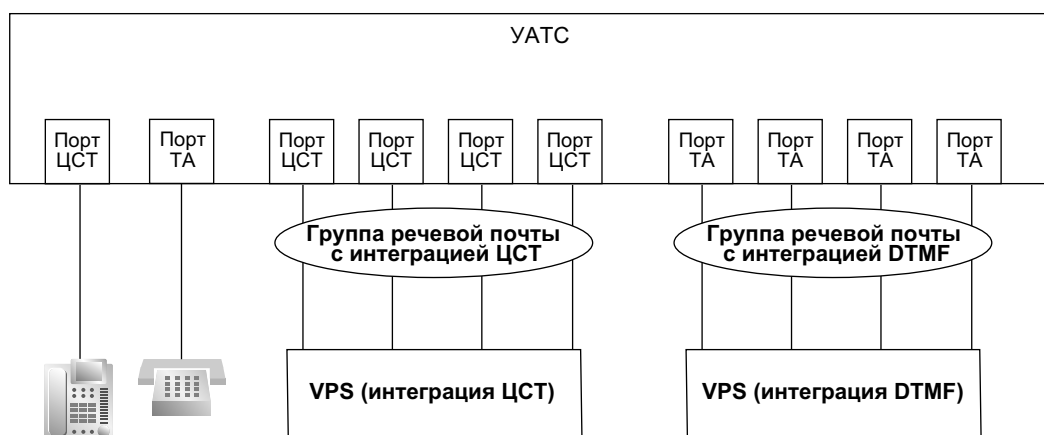 УАТС
Порт
ЦСТ
Порт
ТА
Порт
ЦСТ
Порт
ЦСТ
Порт
ЦСТ
Порт
ЦСТ
Порт
ТА
Порт
ТА
Порт
ТА
Порт
ТА
Группа речевой почты
с интеграцией ЦСТ
Группа речевой почты
с интеграцией DTMF
VPS (интеграция ЦСТ)
VPS (интеграция DTMF)